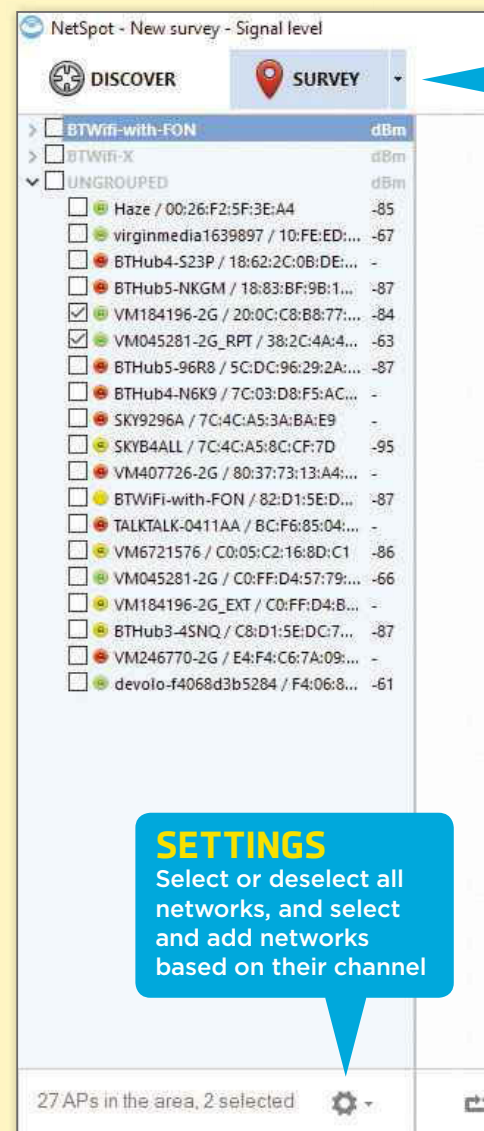 NetSpot - New survey - Signal level
DISCOVER SURVEY
BTWifi-with-FON dBm
BTWifi-X dBm
UNGROUPED dBm
Haze / 00:26:F2:5F:3E:A4 -85
virginmedia1639897 / 10:FE:ED:... -67
BTHub4-S23P / 18:62:2C:0B:DE:... -
BTHub5-NKGM / 18:83:BF:9B:1... -87
VM184196-2G / 20:0C:C8:B8:77:... -84
VM045281-2G_RPT / 38:2C:4A:4... -63
BTHub5-96R8 / 5C:DC:96:29:2A:... -87
BTHub4-N6K9 / 7C:03:D8:F5:AC... -
SKY9296A / 7C:4C:A5:3A:BA:E9 -
SKYB4ALL / 7C:4C:A5:8C:CF:7D -95
VM407726-2G / 80:37:73:13:A4:... -
BTWiFi-with-FON / 82:D1:5E:D... -87
TALKTALK-0411AA / BC:F6:85:04:... -
VM6721576 / C0:05:C2:16:8D:C1 -86
VM045281-2G / C0:FF:D4:57:79:... -66
VM184196-2G_EXT / C0:FF:D4:B... -
BTHub3-4SNQ / C8:D1:5E:DC:7... -87
VM246770-2G / E4:F4:C6:7A:09:... -
devolo-f4068d3b5284 / F4:06:8... -61
SETTINGS
Select or deselect all
networks, and select
and add networks
based on their channel
27 APs in the area, 2 selected